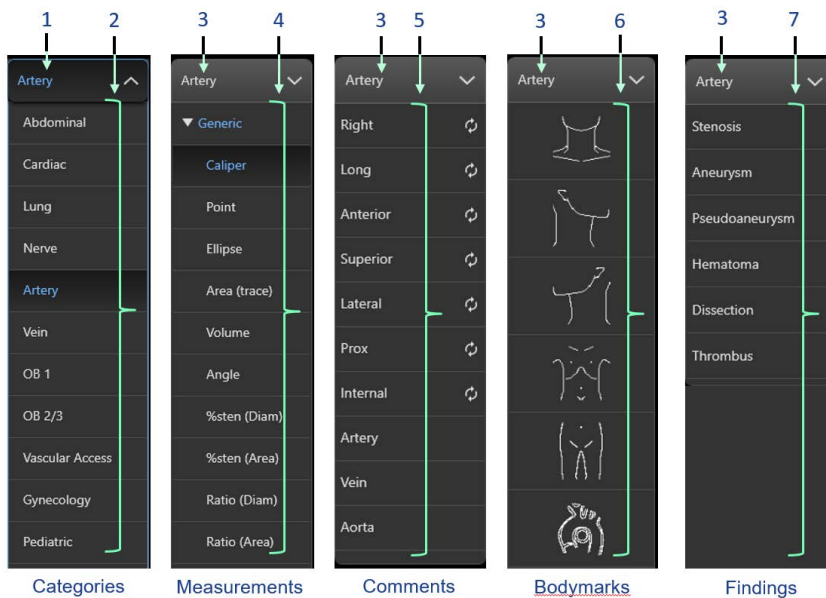 1 2 3 4 3 5 3 6 3 7
Artery
Abdominal
Cardiac
Lung
Nerve
Artery
Vein
OB 1
OB 2/3
Vascular Access
Gynecology
Pediatric
Categories
Artery
Generic
Caliper
Point
Ellipse
Area (trace)
Volume
Angle
%sten (Diam)
%sten (Area)
Ratio (Diam)
Ratio (Area)
Measurements
Artery
Right
Long
Anterior
Superior
Lateral
Prox
Internal
Artery
Vein
Aorta
Comments
Artery
Bodymarks
Artery
Stenosis
Aneurysm
Pseudoaneurysm
Hematoma
Dissection
Thrombus
Findings